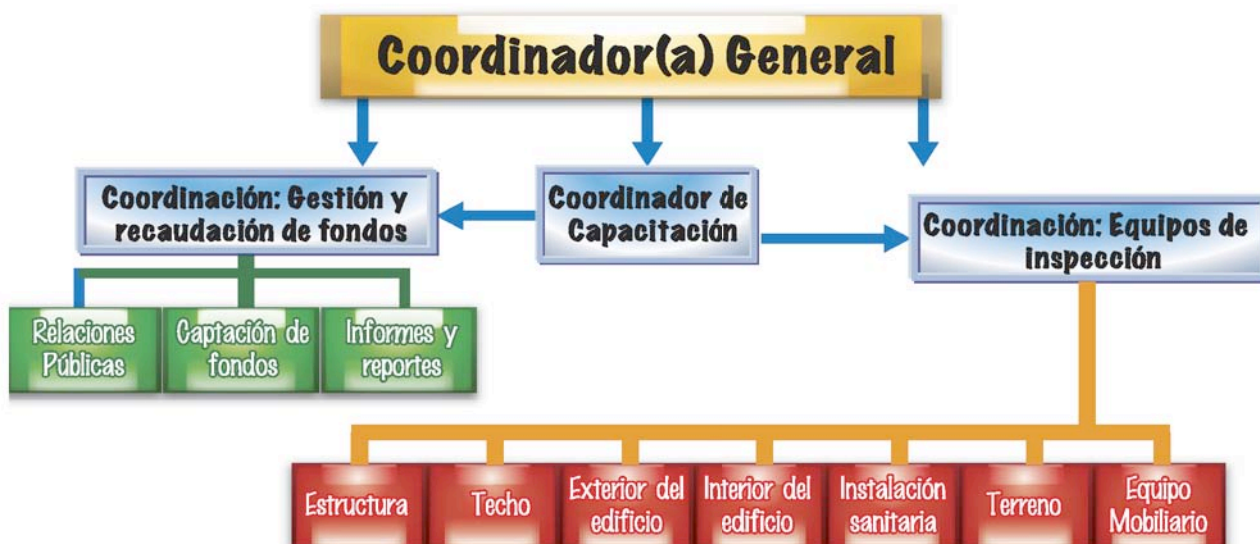 Coordinador(a) General
Coordinación: Gestión y
recaudación de fondos
Coordinador de
Capacitación
Coordinación: Equipos de
inspección
Relaciones
Públicas
Captación de
fondos
Informes y
reportes
Estructura
Techo
Exterior del
edificio
Interior del
edificio
Instalación
sanitaria
Terreno
Equipo
Mobiliario